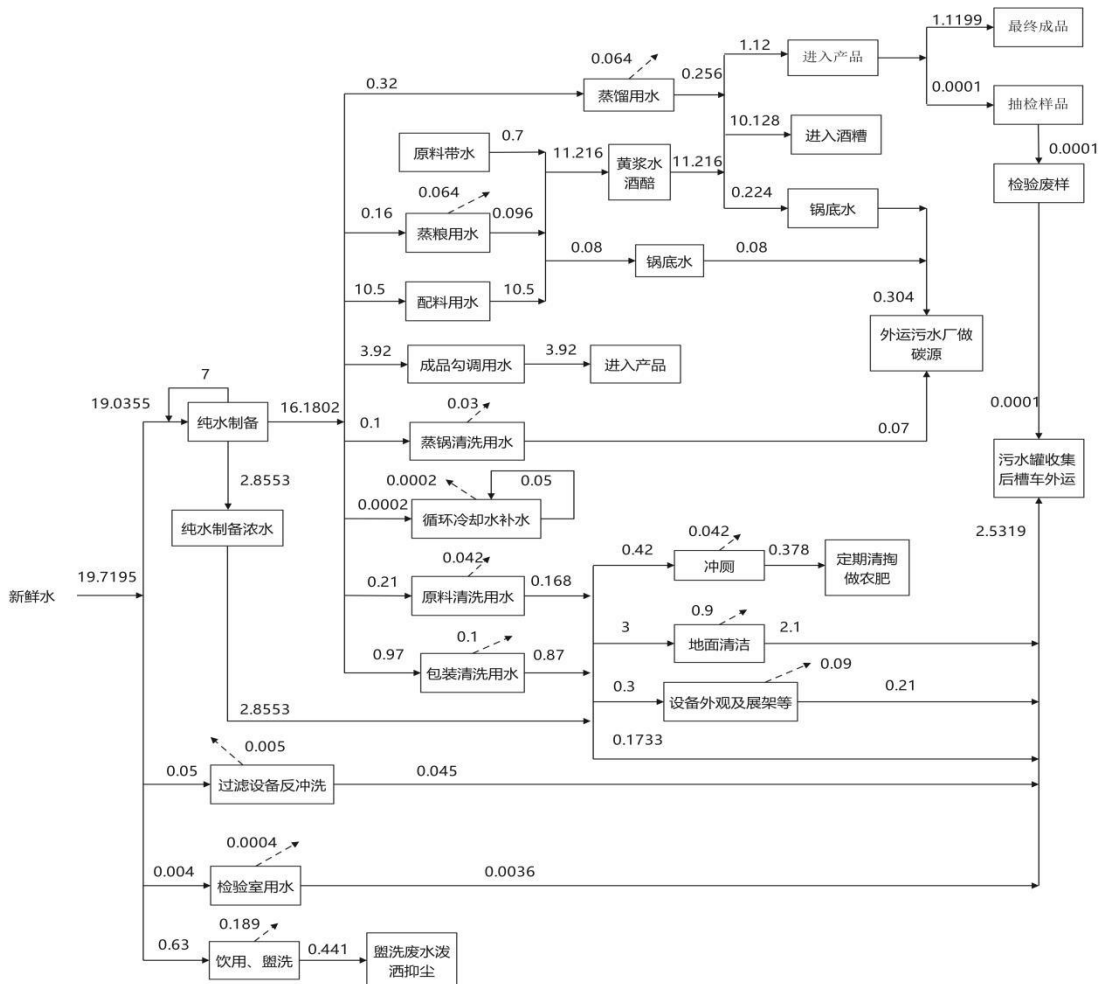 1.1199
最终成品
0.064
1.12
进入产品
0.32
蒸馏用水
0.256
0.0001
抽检样品
10.128
进入酒糟
0.0001
原料带水
0.7
11.216
黄浆水
酒醅
11.216
检验废样
0.064
0.224
锅底水
0.16
蒸粮用水
0.096
0.08
锅底水
0.08
10.5
配料用水
10.5
0.304
外运污水厂做
碳源
3.92
成品勾调用水
3.92
进入产品
7
19.0355
纯水制备
16.1802
0.03
0.1
蒸锅清洗用水
0.07
0.0001
2.8553
0.0002
0.05
污水罐收集
后槽车外运
0.0002
循环冷却水补水
纯水制备浓水
2.5319
0.042
0.42
0.042
冲厕
0.378
定期清掏
做农肥
19.7195
新鲜水
0.21
原料清洗用水
0.168
0.9
3
地面清洁
2.1
0.1
0.97
包装清洗用水
0.87
0.09
0.3
设备外观及展架等
0.21
2.8553
0.1733
0.005
0.05
过滤设备反冲洗
0.045
0.0004
0.004
检验室用水
0.0036
0.189
0.63
饮用、盥洗
0.441
盥洗废水泼
洒抑尘